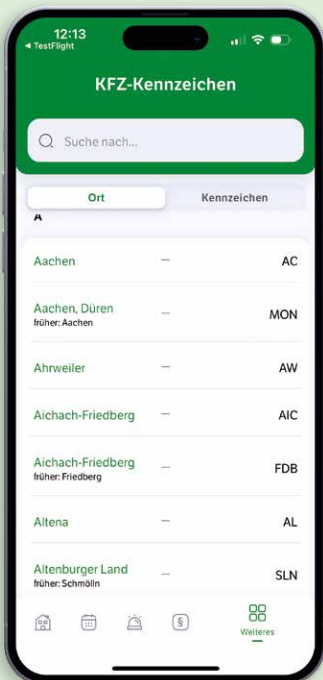 12:13
◀ TestFlight
KFZ-Kennzeichen
Suche nach...
Ort Kennzeichen
A
Aachen — AC
Aachen, Düren — MON
früher: Aachen
Ahrweiler — AW
Aichach-Friedberg — AIC
Aichach-Friedberg — FDB
früher: Friedberg
Altena — AL
Altenburger Land — SLN
früher: Schmölln
§
Weiteres